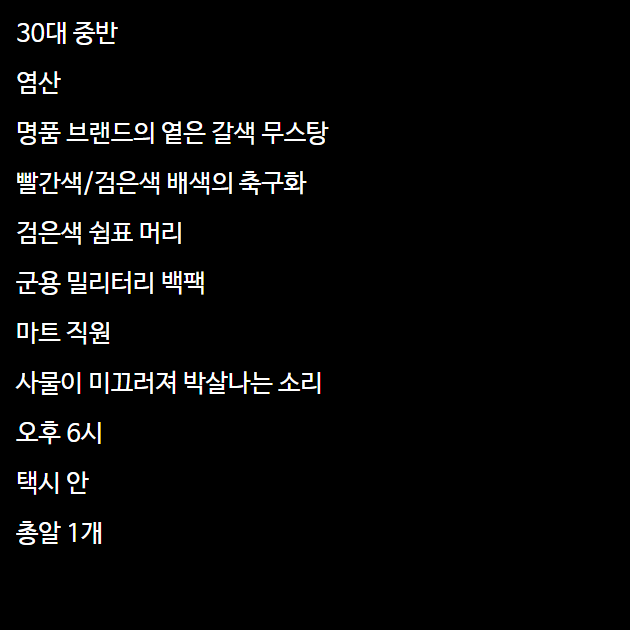 30대 중반
염산
명품 브랜드의 옅은 갈색 무스탕
빨간색/검은색 배색의 축구화
검은색 쉼표 머리
군용 밀리터리 백팩
마트 직원
사물이 미끄러져 박살나는 소리
오후 6시
택시 안
총알 1개